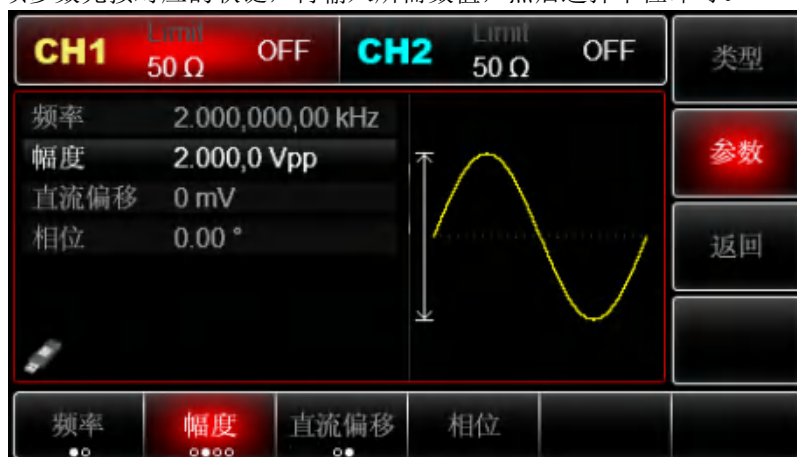 CH1 Limit 50 Ω OFF CH2 Limit 50 Ω OFF
类型
频率 2.000,000,00 kHz
幅度 2.000,0 Vpp
直流偏移 0 mV
相位 0.00 °
参数
返回
频率 幅度 直流偏移 相位